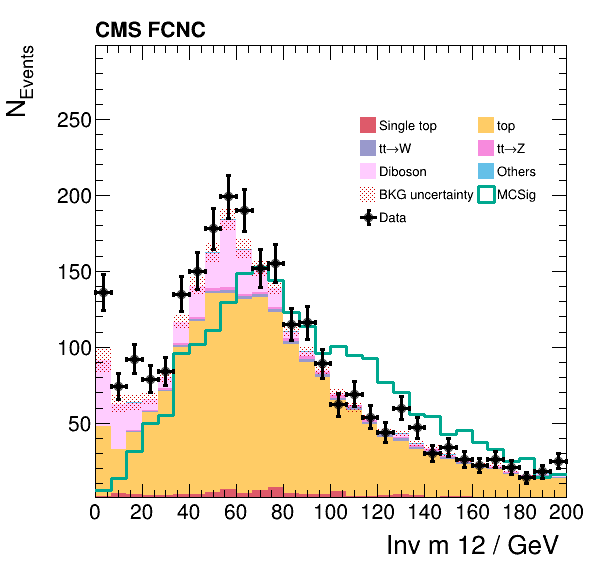 CMS FCNC
N_Events
250
200
150
100
50
Single top
top
tt→W
tt→Z
Diboson
Others
BKG uncertainty
MCSig
Data
0 20 40 60 80 100 120 140 160 180 200
Inv m 12 / GeV